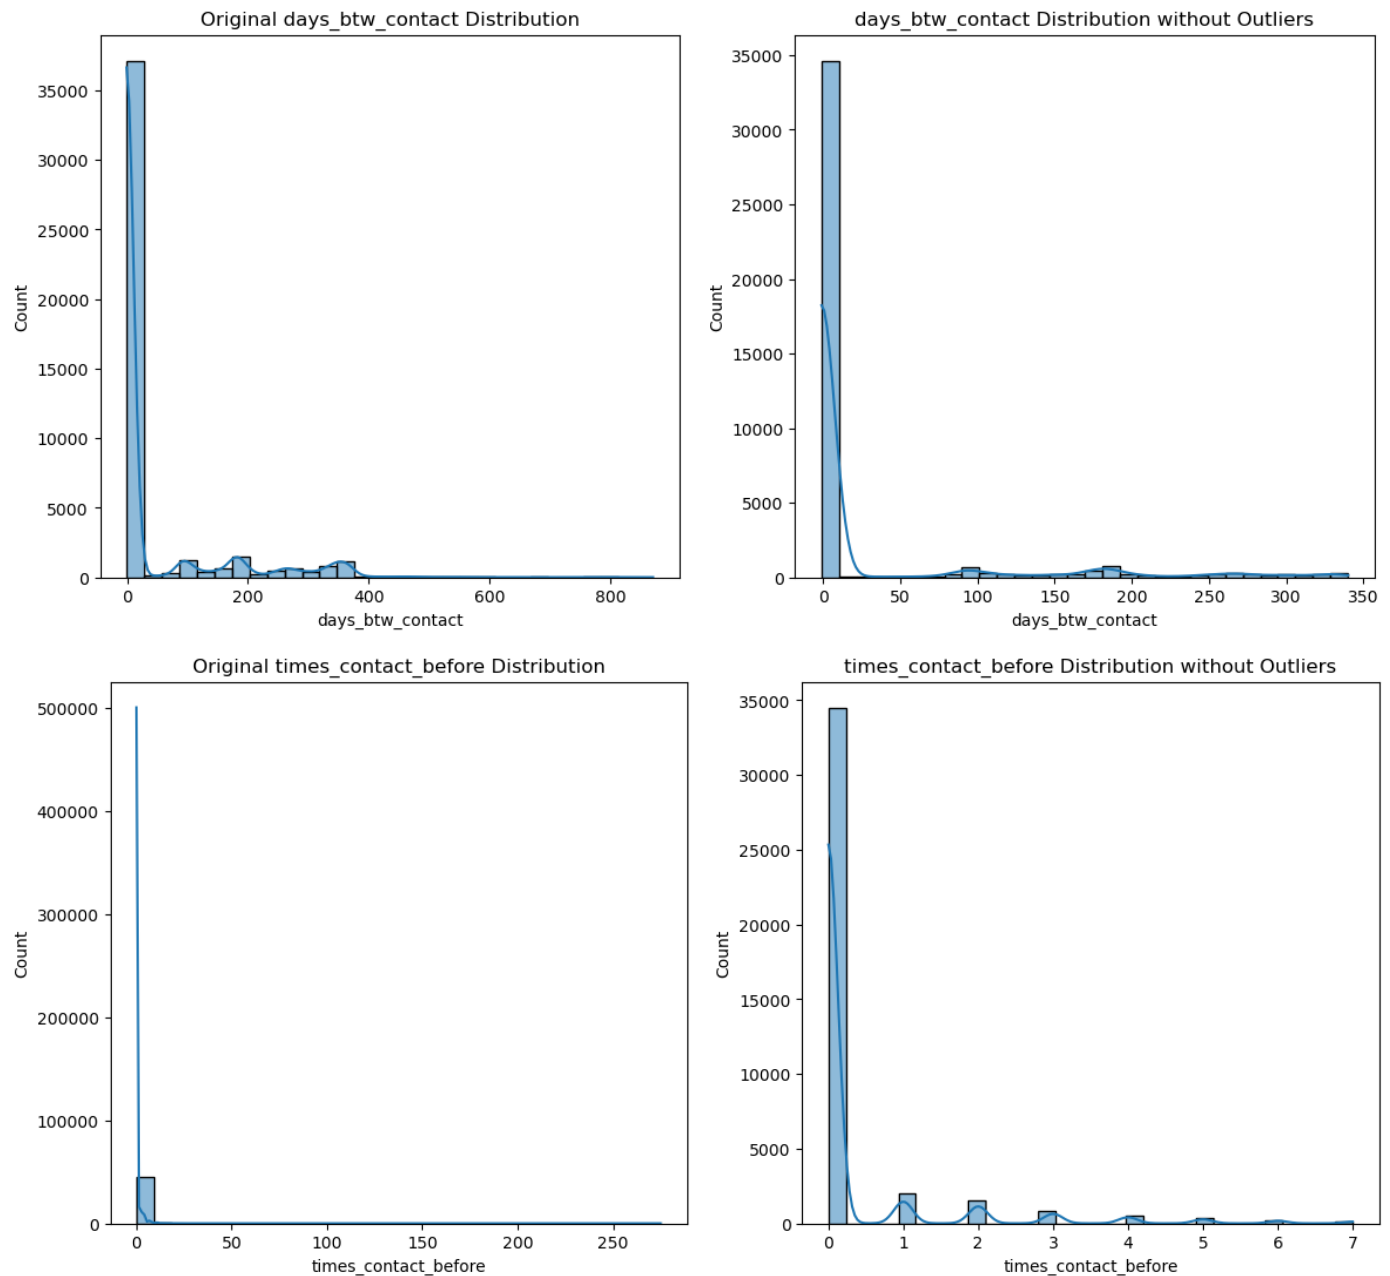 Original days_btw_contact Distribution
35000
30000
25000
20000
15000
10000
5000
0
Count
0 200 400 600 800
days_btw_contact
days_btw_contact Distribution without Outliers
35000
30000
25000
20000
15000
10000
5000
0
Count
0 50 100 150 200 250 300 350
days_btw_contact
Original times_contact_before Distribution
500000
400000
300000
200000
100000
0
Count
0 50 100 150 200 250
times_contact_before
times_contact_before Distribution without Outliers
35000
30000
25000
20000
15000
10000
5000
0
Count
0 1 2 3 4 5 6 7
times_contact_before